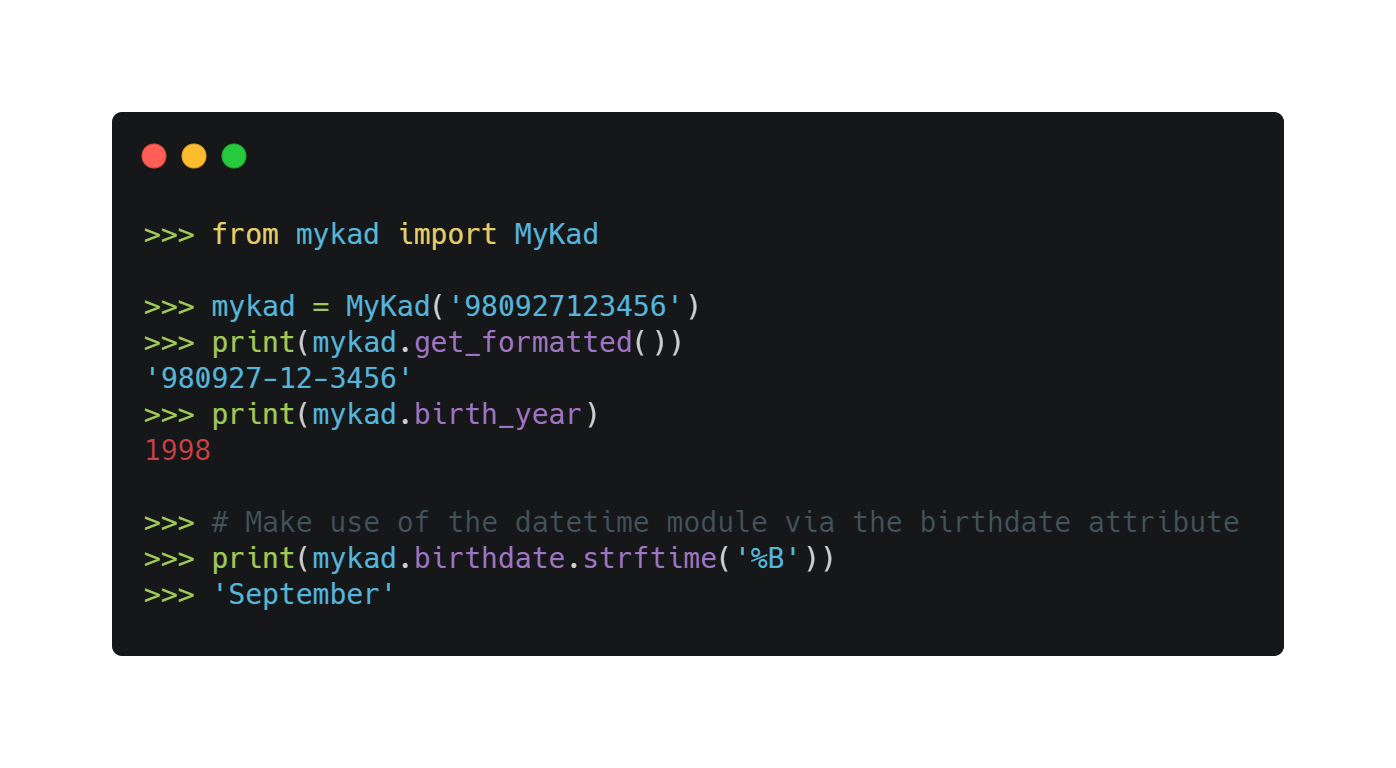 >>> from mykad import MyKad
>>> mykad = MyKad('980927123456')
>>> print(mykad.get_formatted())
'980927-12-3456'
>>> print(mykad.birth_year)
1998
>>> # Make use of the datetime module via the birthdate attribute
>>> print(mykad.birthdate.strftime('%B'))
>>> 'September'